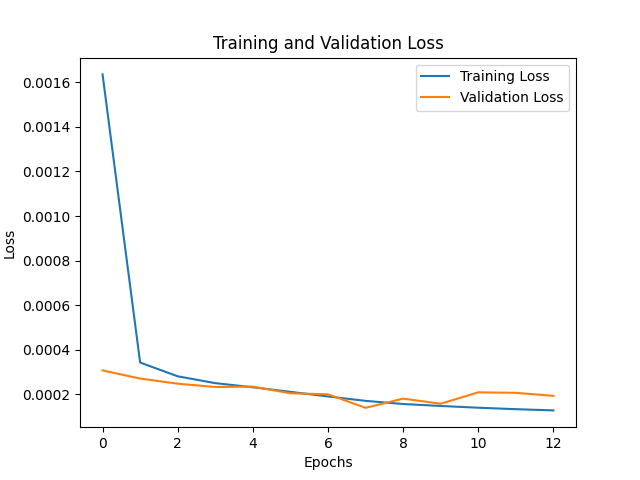 Training and Validation Loss
Training Loss
Validation Loss
0.0016
0.0014
0.0012
0.0010
0.0008
0.0006
0.0004
0.0002
Loss
0 2 4 6 8 10 12
Epochs